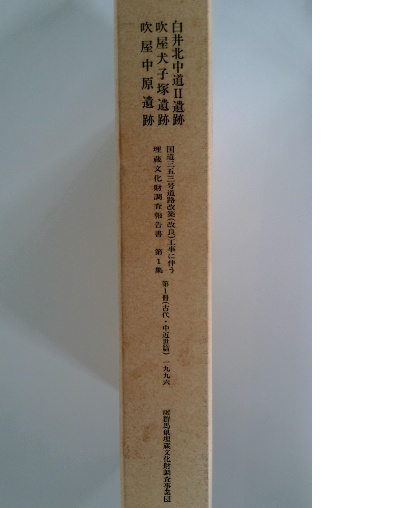 白井北中道Ⅱ遺跡
吹屋犬子塚遺跡
吹屋中原遺跡
国道三五三号道路改築(改良)工事に伴う
埋蔵文化財調査報告書 第1集
第1冊(古代・中近世篇) 一九九六
群馬県埋蔵文化財調査事業団